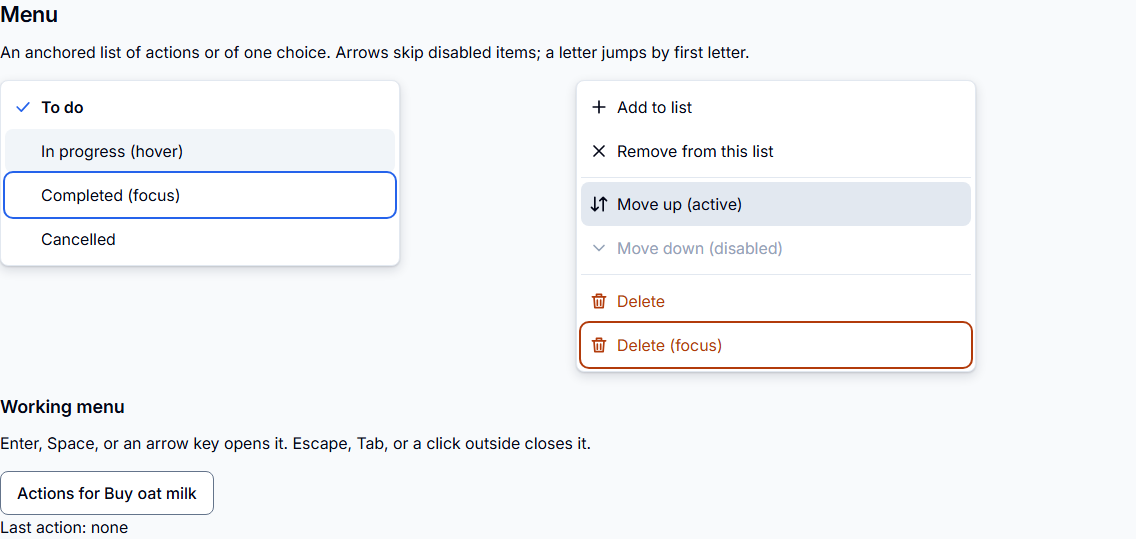 Menu
An anchored list of actions or of one choice. Arrows skip disabled items; a letter jumps by first letter.
To do
In progress (hover)
Completed (focus)
Cancelled
Add to list
Remove from this list
Move up (active)
Move down (disabled)
Delete
Delete (focus)
Working menu
Enter, Space, or an arrow key opens it. Escape, Tab, or a click outside closes it.
Actions for Buy oat milk
Last action: none